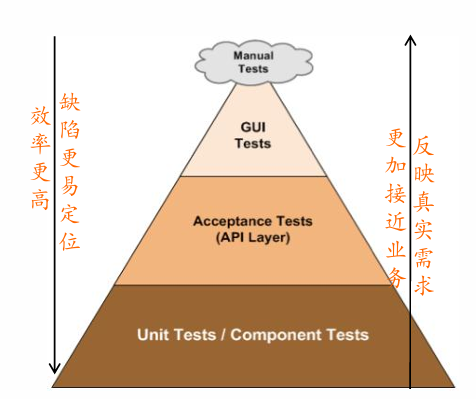 Manual
Tests
GUI
Tests
Acceptance Tests
(API Layer)
Unit Tests / Component Tests
缺陷更易定位
效率更高
反映真实需求
更加接近业务